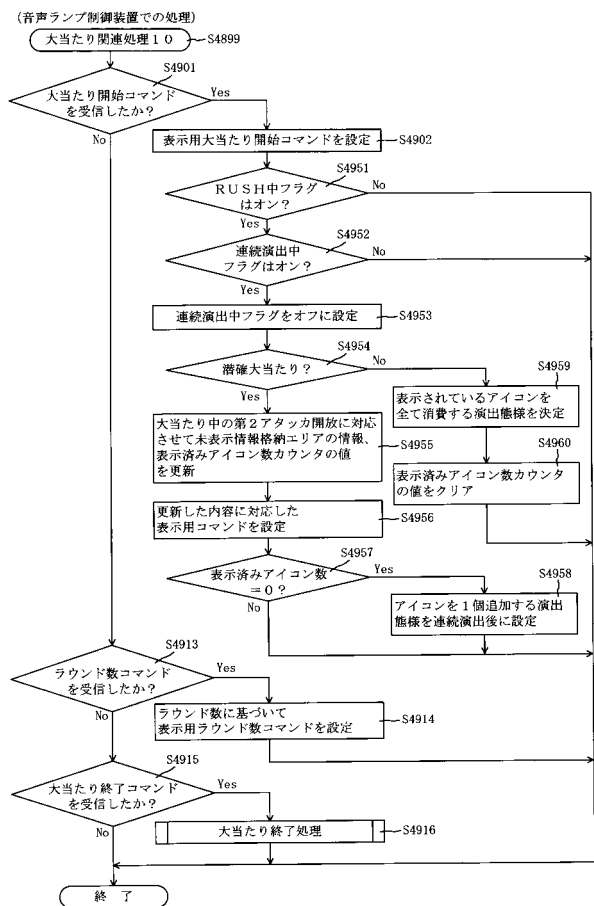 (音声ランプ制御装置での処理)
大当たり関連処理10
S4899
S4901
大当たり開始コマンド
を受信したか?
Yes
No
表示用大当たり開始コマンドを設定
S4902
S4951
RUSH中フラグ
はオン?
No
Yes
S4952
連続演出中
フラグはオン?
No
Yes
連続演出中フラグをオフに設定
S4953
S4954
潜確大当たり?
No
Yes
S4959
表示されているアイコンを
全て消費する演出態様を決定
大当たり中の第2アタッカ開放に対応
させて未表示情報格納エリアの情報、
表示済みアイコン数カウンタの値
を更新
S4955
S4960
表示済みアイコン数カウンタ
の値をクリア
更新した内容に対応した
表示用コマンドを設定
S4956
S4957
表示済みアイコン数
=0?
Yes
No
S4958
アイコンを1個追加する演出
態様を連続演出後に設定
S4913
ラウンド数コマンド
を受信したか?
Yes
No
ラウンド数に基づいて
表示用ラウンド数コマンドを設定
S4914
S4915
大当たり終了コマンド
を受信したか?
Yes
No
大当たり終了処理
S4916
終 了